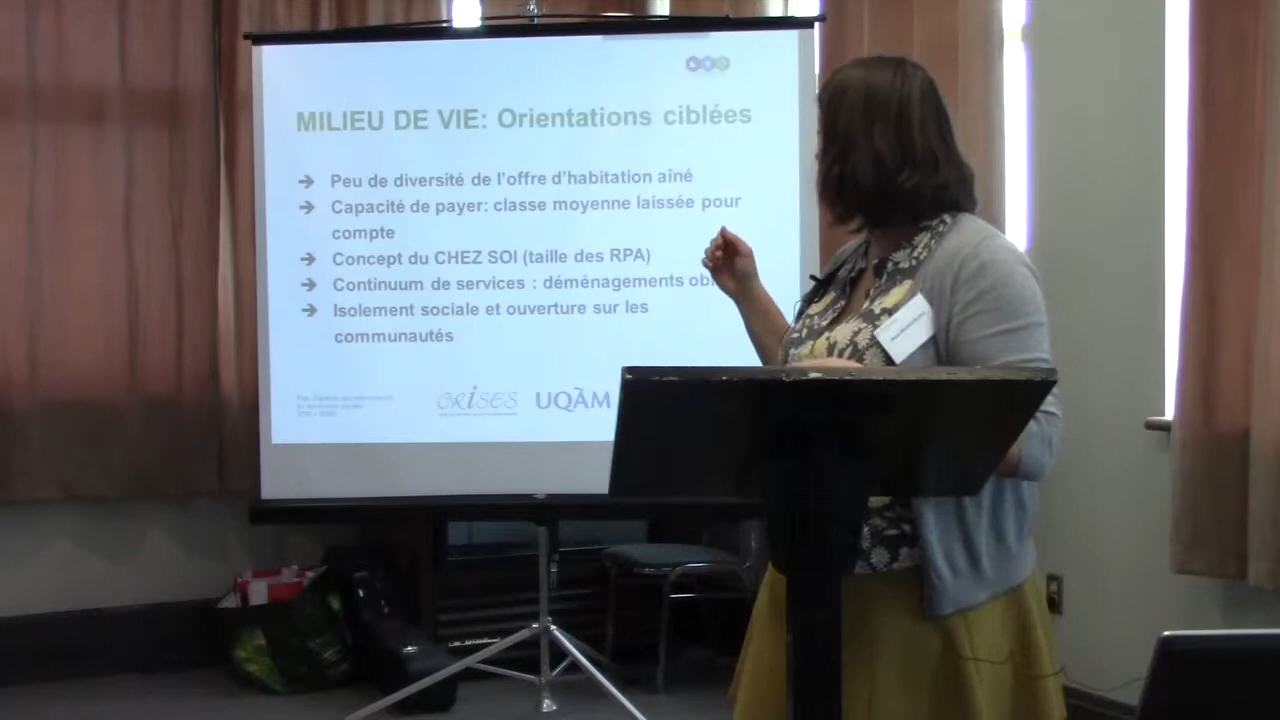 MILIEU DE VIE: Orientations ciblées
➔ Peu de diversité de l'offre d'habitation aîné
➔ Capacité de payer: classe moyenne laissée pour
compte
➔ Concept du CHEZ SOI (taille des RPA)
➔ Continuum de services : déménagements obl
➔ Isolement sociale et ouverture sur les
communautés
CRISES UQÀM